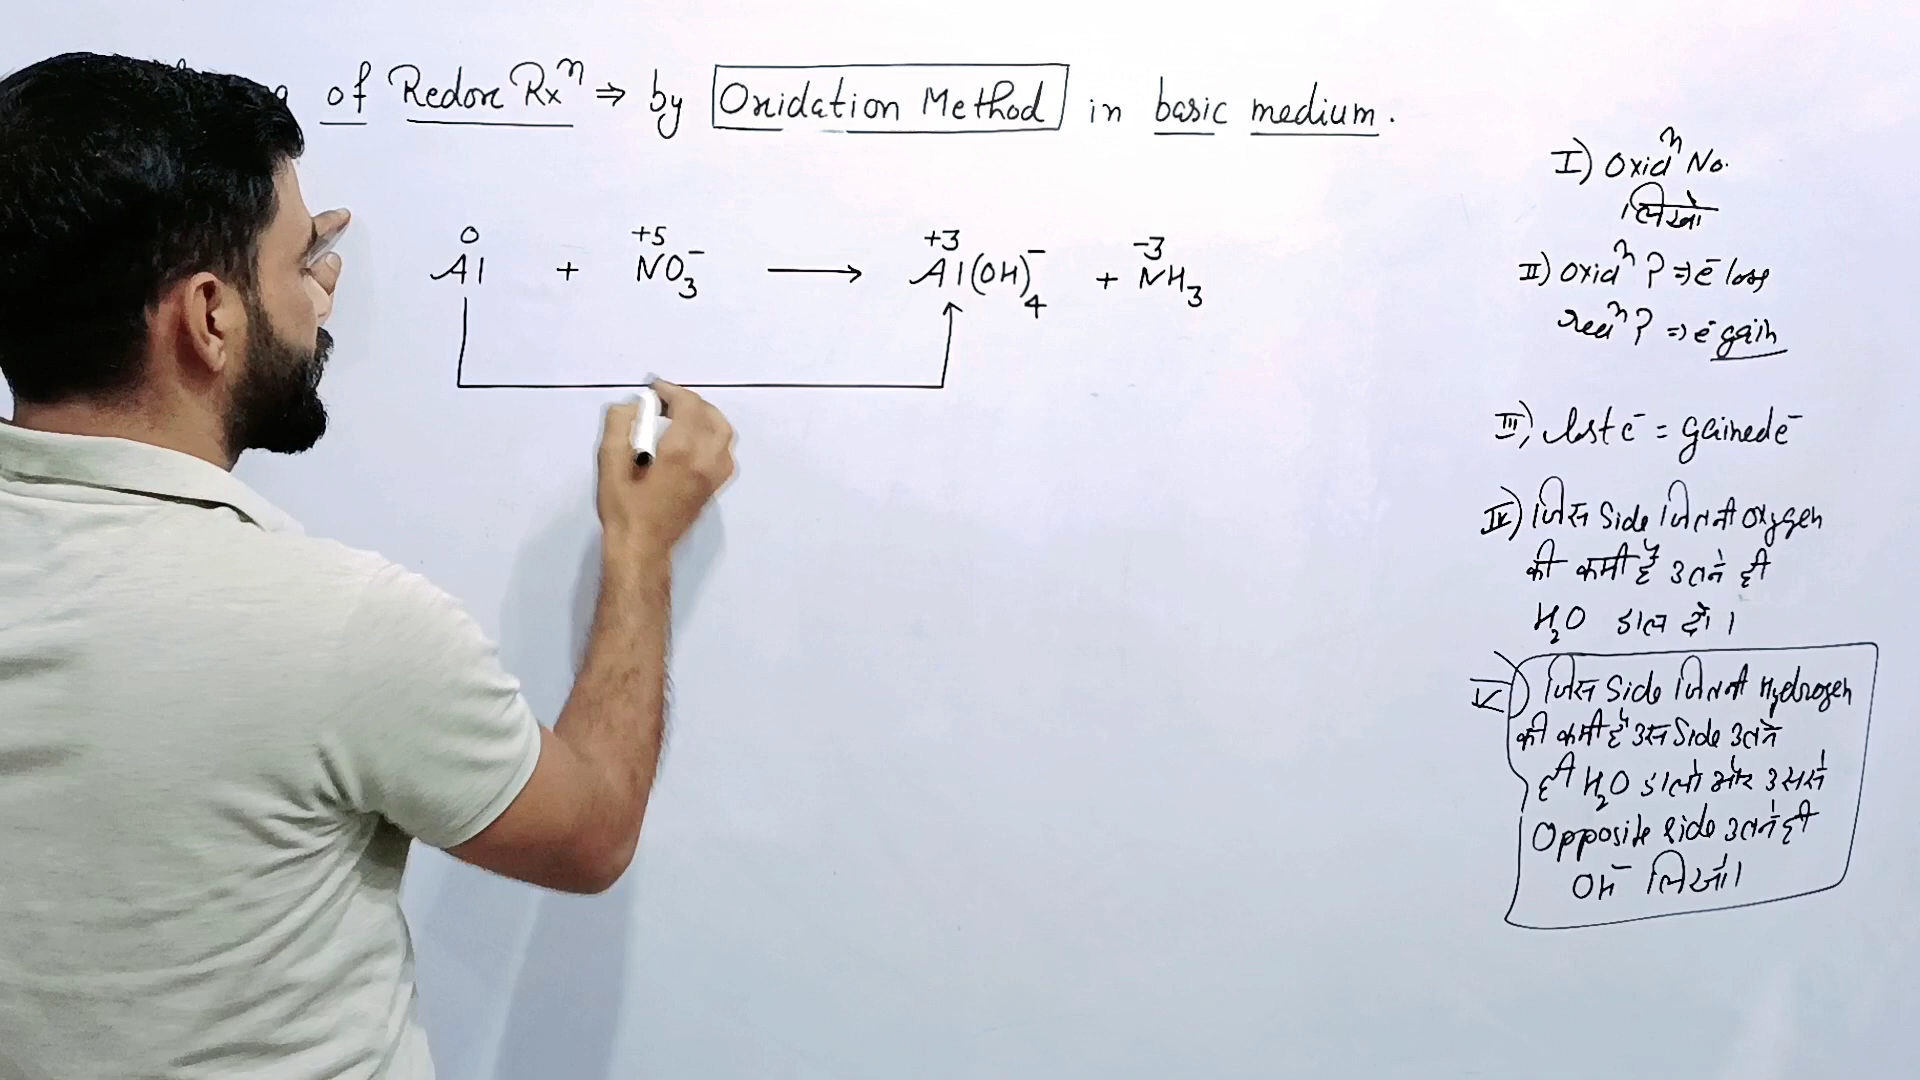 of Redox Rxⁿ ⇒ by Oxidation Method in basic medium.
0 +5 +3 -3
Al + NO₃⁻ ⟶ Al(OH)₄⁻ + NH₃
I) Oxidⁿ No.
लिखो
II) Oxidⁿ ? ⇒ e⁻ loss
Redⁿ ? ⇒ e⁻ gain
III) lost e⁻ = gained e⁻
IV) जिस Side जितनी Oxygen
की कमी है उतने ही
H₂O डाल दो।
V) जिस Side जितनी Hydrogen
की कमी है उस Side उतने
ही H₂O डालो और उससे
Opposite side उतने ही
OH⁻ लिखो।